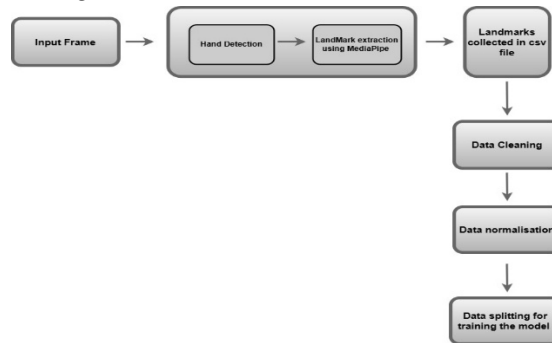 Input Frame
Hand Detection
LandMark extraction
using MediaPipe
Landmarks
collected in csv
file
Data Cleaning
Data normalisation
Data splitting for
training the model